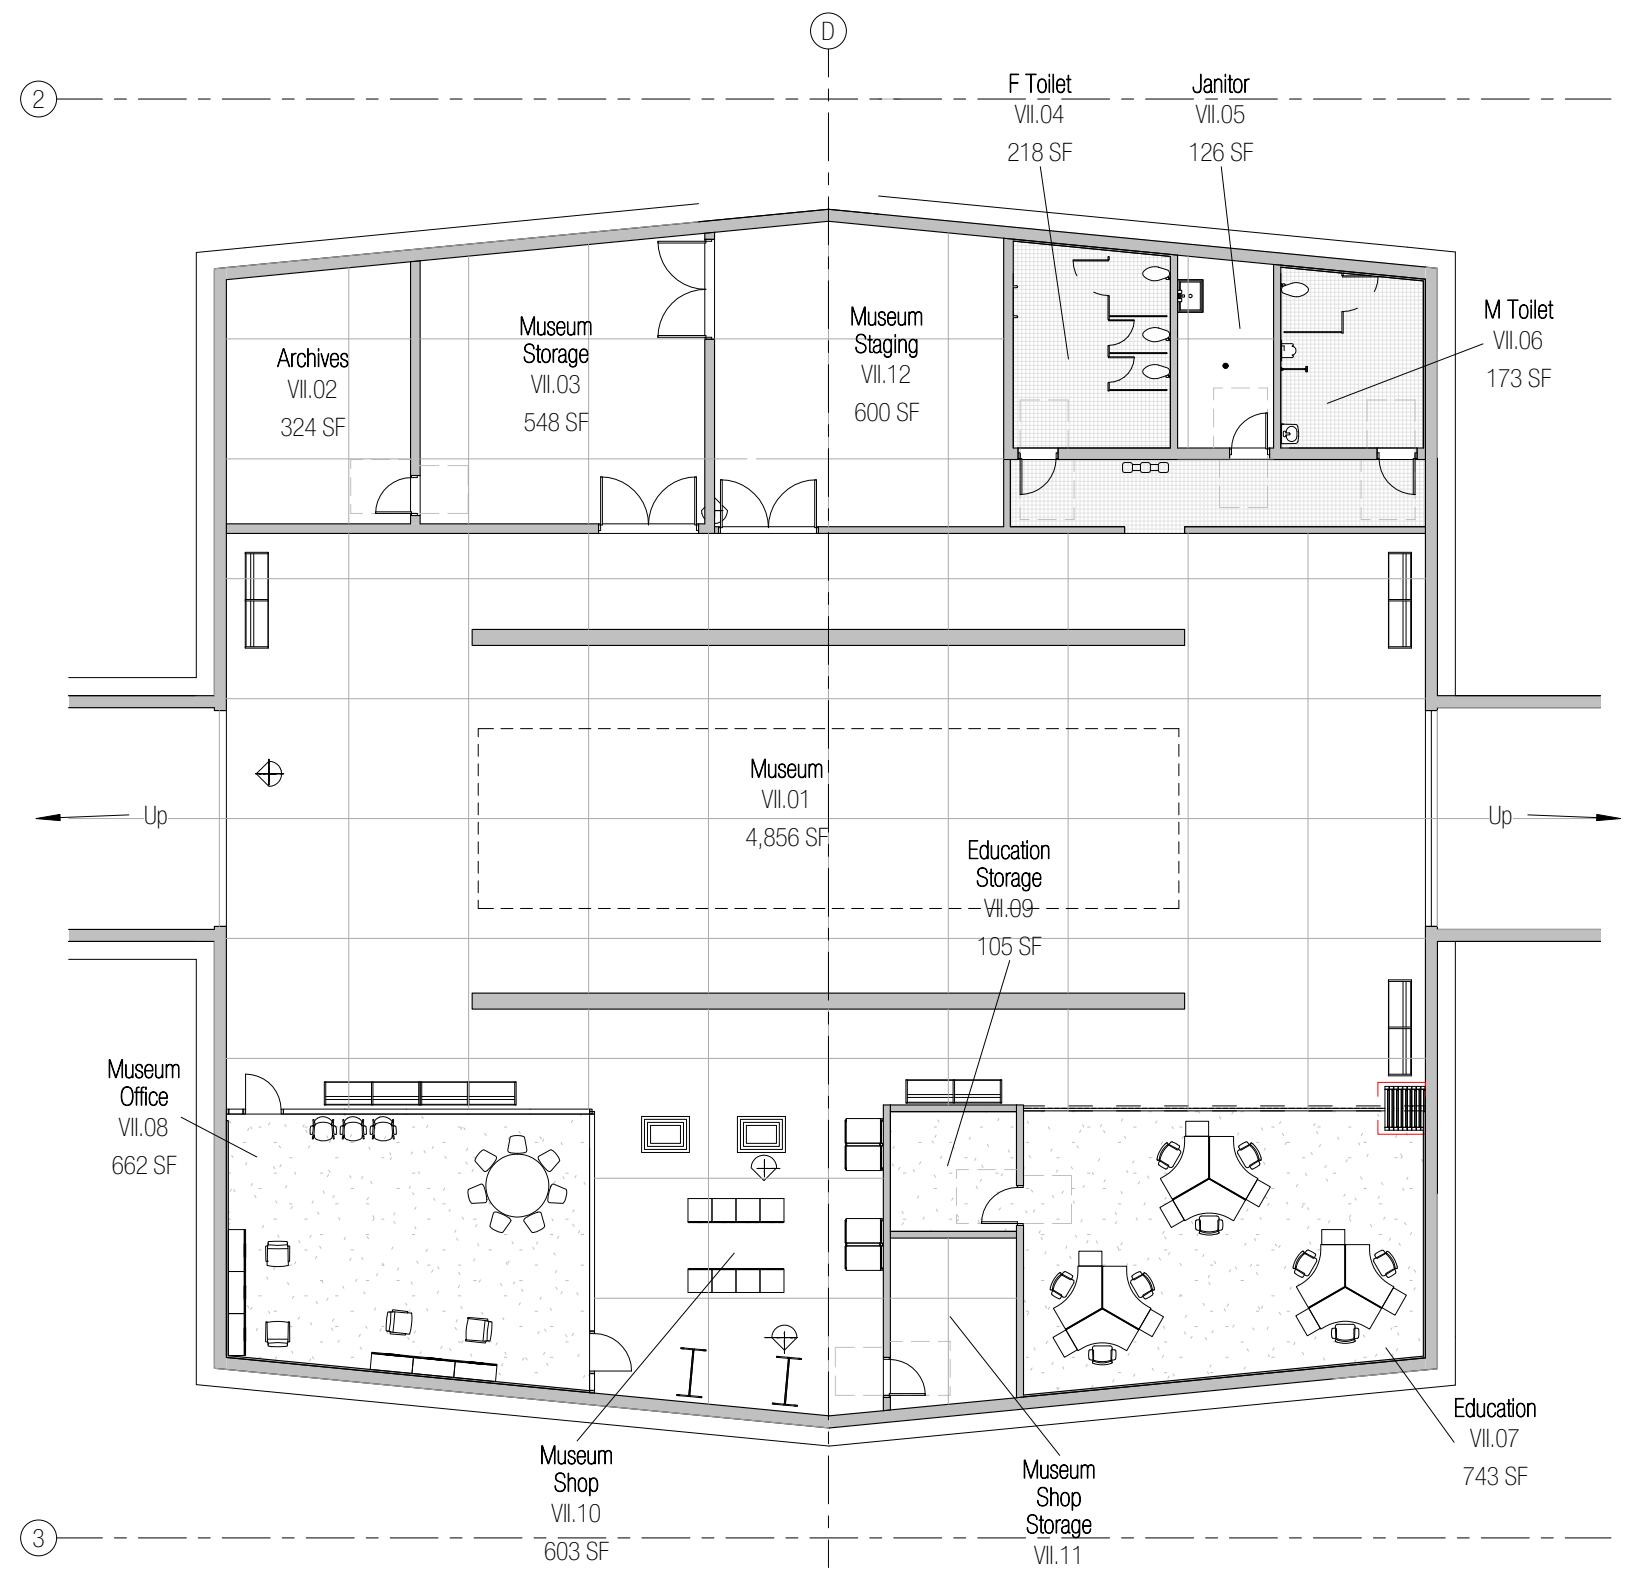 D
2
F Toilet
VII.04
218 SF
Janitor
VII.05
126 SF
M Toilet
VII.06
173 SF
Archives
VII.02
324 SF
Museum
Storage
VII.03
548 SF
Museum
Staging
VII.12
600 SF
Museum
VII.01
4,856 SF
Up
Up
Education
Storage
VII.09
105 SF
Museum
Office
VII.08
662 SF
Education
VII.07
743 SF
Museum
Shop
VII.10
603 SF
Museum
Shop
Storage
VII.11
3